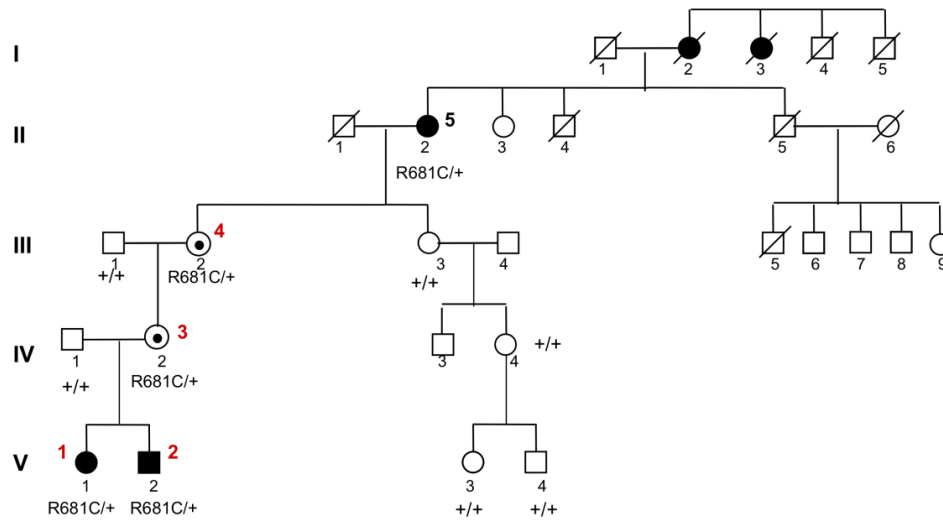 I
1 2 3 4 5
II
5
1 2 3 4 5 6
R681C/+
III
4
1 2 3 4 5 6 7 8 9
+/+ R681C/+ +/+
IV
3
1 2 3 4 +/+
+/+ R681C/+
V
1 2
1 2 3 4
R681C/+ R681C/+ +/+ +/+